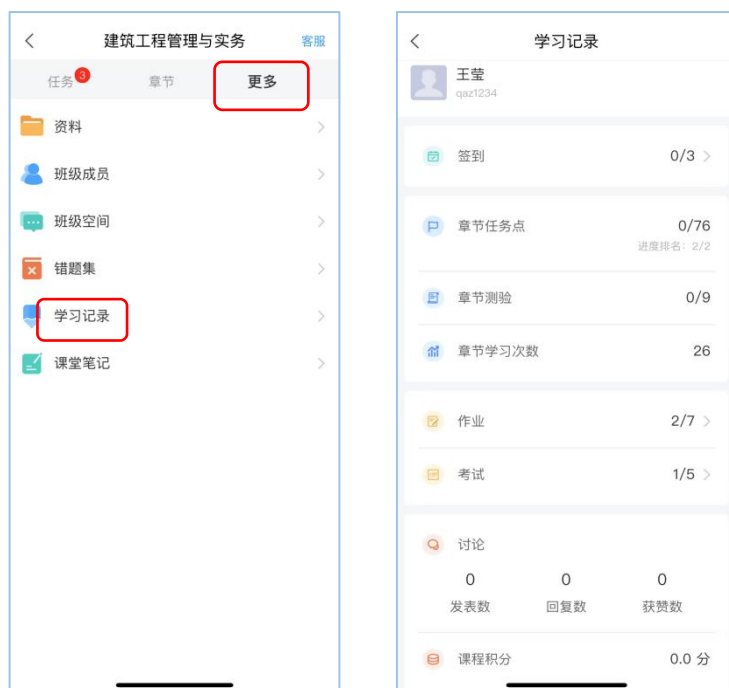 建筑工程管理与实务 客服
任务 3 章节 更多
资料
班级成员
班级空间
错题集
学习记录
课堂笔记
学习记录
王莹
qaz1234
签到 0/3
章节任务点 0/76
进度排名：2/2
章节测验 0/9
章节学习次数 26
作业 2/7
考试 1/5
讨论
0 0 0
发表数 回复数 获赞数
课程积分 0.0 分